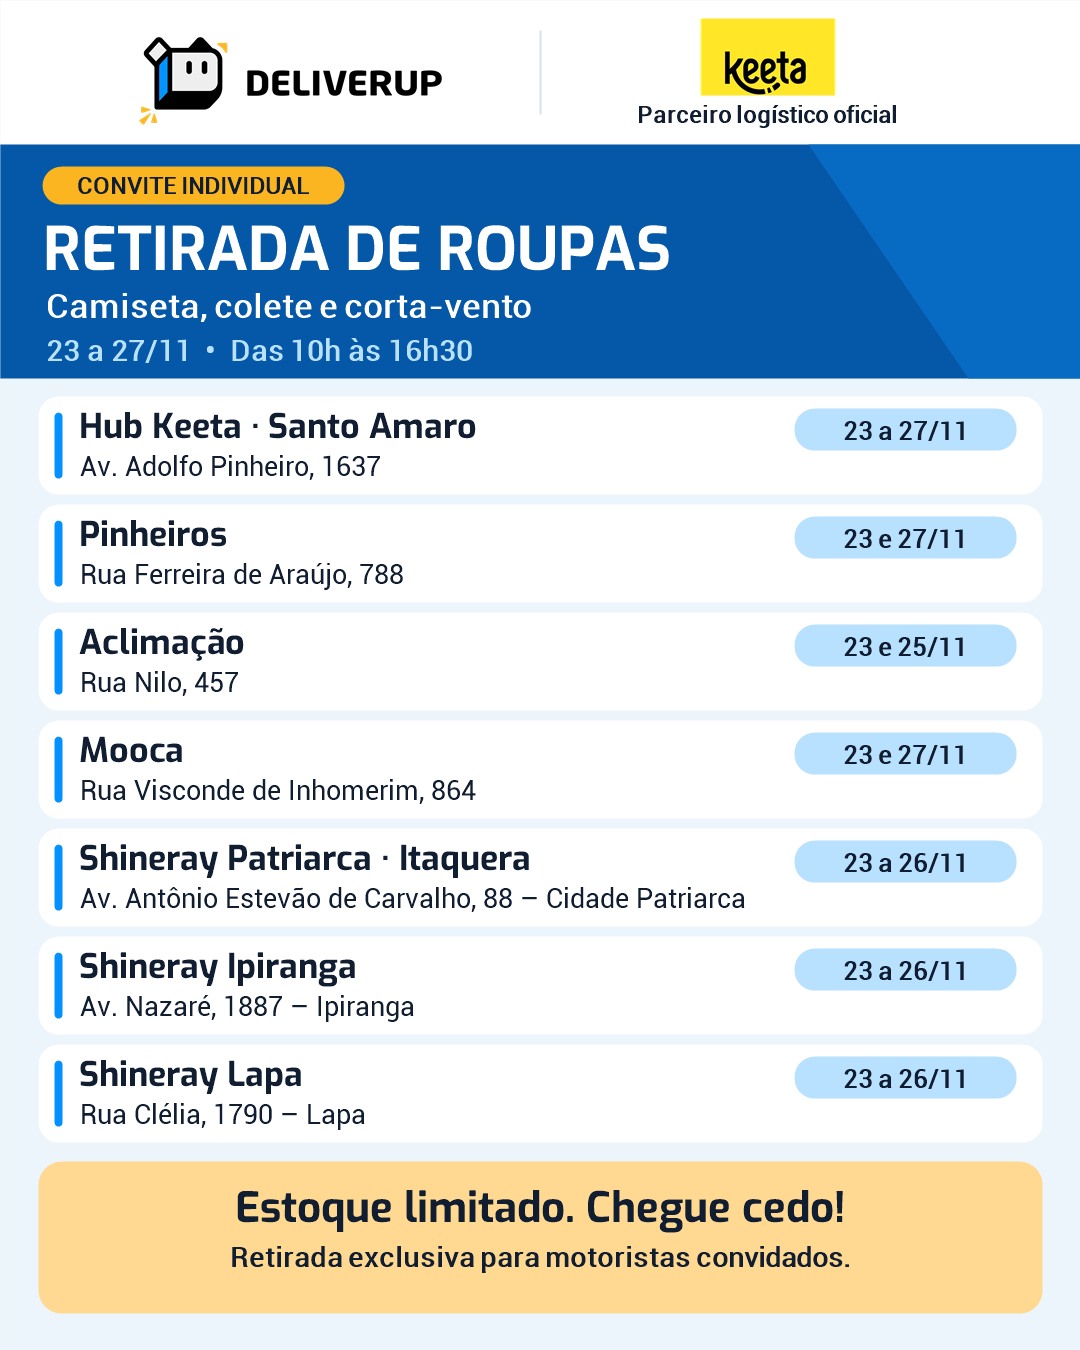 DELIVERUP
keeta
Parceiro logístico oficial
CONVITE INDIVIDUAL
RETIRADA DE ROUPAS
Camiseta, colete e corta-vento
23 a 27/11 • Das 10h às 16h30
Hub Keeta · Santo Amaro
23 a 27/11
Av. Adolfo Pinheiro, 1637
Pinheiros
23 e 27/11
Rua Ferreira de Araújo, 788
Aclimação
23 e 25/11
Rua Nilo, 457
Mooca
23 e 27/11
Rua Visconde de Inhomerim, 864
Shineray Patriarca · Itaquera
23 a 26/11
Av. Antônio Estevão de Carvalho, 88 – Cidade Patriarca
Shineray Ipiranga
23 a 26/11
Av. Nazaré, 1887 – Ipiranga
Shineray Lapa
23 a 26/11
Rua Clélia, 1790 – Lapa
Estoque limitado. Chegue cedo!
Retirada exclusiva para motoristas convidados.